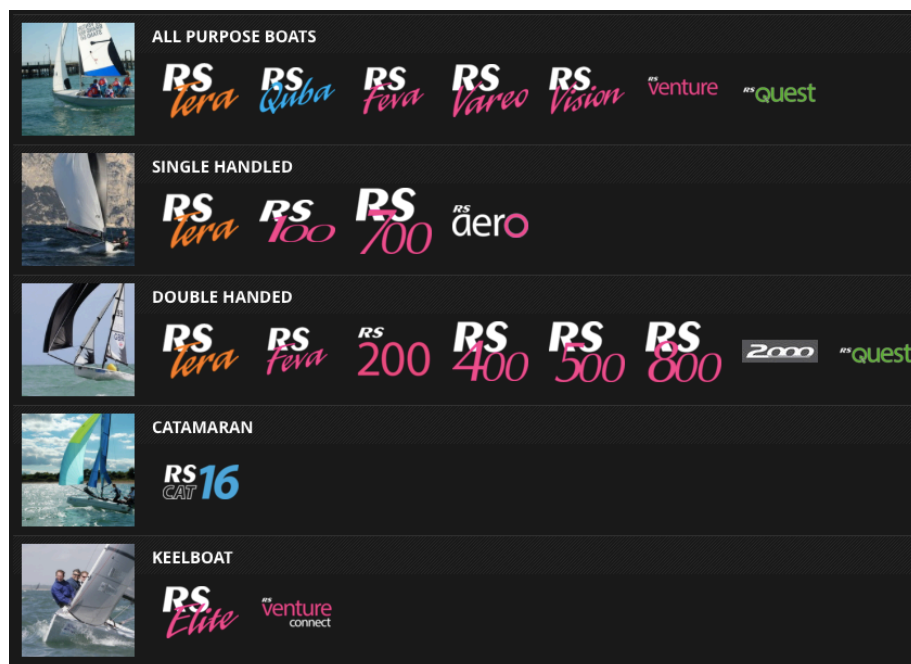 ALL PURPOSE BOATS
RS Tera RS Quba RS Feva RS Vareo RS Vision RS venture RS Quest
SINGLE HANDLED
RS Tera RS 100 RS 700 RS aero
DOUBLE HANDED
RS Tera RS Feva RS 200 RS 400 RS 500 RS 800 2000 RS Quest
CATAMARAN
RS CAT 16
KEELBOAT
RS Elite RS venture connect